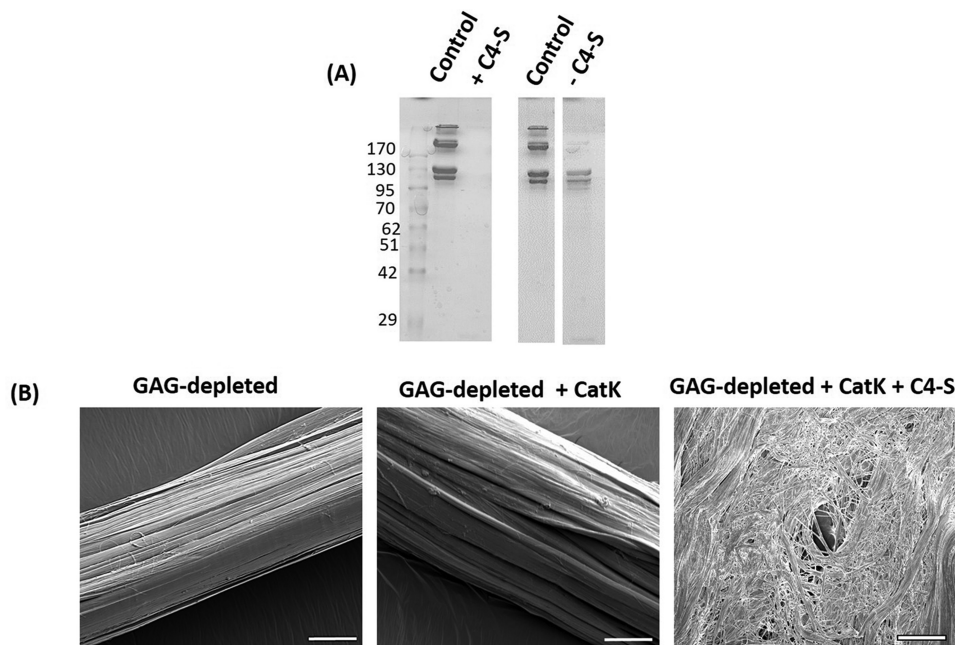 (A)
Control
+ C4-S
Control
- C4-S
170
130
95
70
62
51
42
29
(B)
GAG-depleted
GAG-depleted + CatK
GAG-depleted + CatK + C4-S